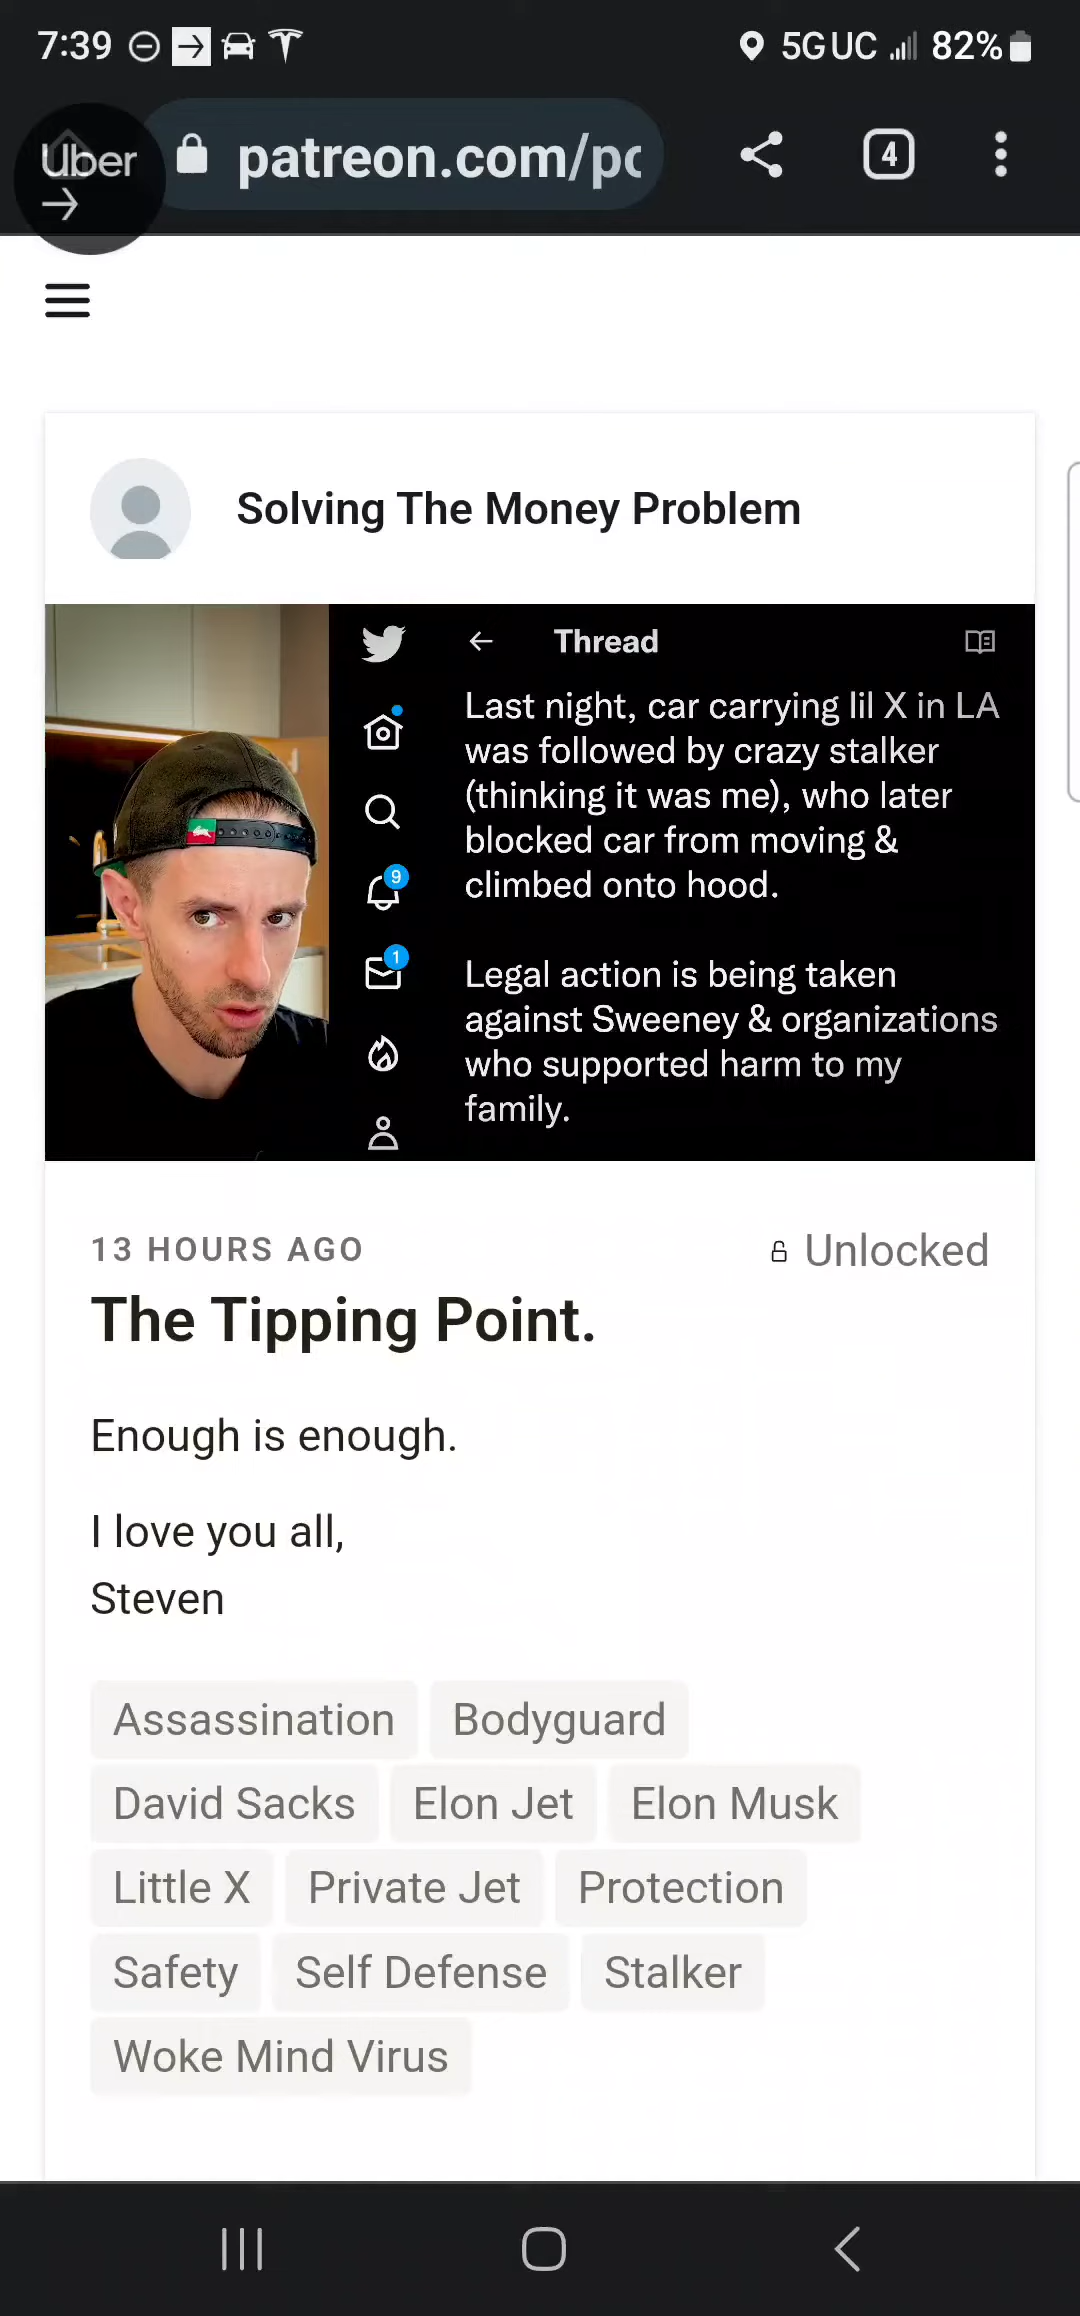 7:39 5G UC 82%
Uber
patreon.com/po
4
Solving The Money Problem
Thread
Last night, car carrying lil X in LA
was followed by crazy stalker
(thinking it was me), who later
blocked car from moving &
climbed onto hood.
9
1
Legal action is being taken
against Sweeney & organizations
who supported harm to my
family.
13 HOURS AGO
Unlocked
The Tipping Point.
Enough is enough.
I love you all,
Steven
Assassination Bodyguard
David Sacks Elon Jet Elon Musk
Little X Private Jet Protection
Safety Self Defense Stalker
Woke Mind Virus